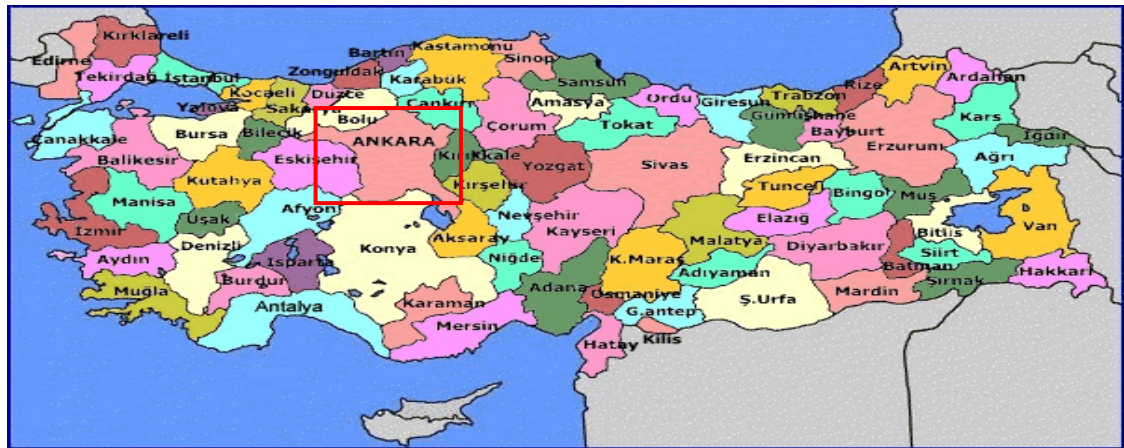 Kırklareli
Edirne
Tekirdağ
İstanbul
Kocaeli
Yalova
Sakarya
Düzce
Zonguldak
Bartın
Kastamonu
Karabük
Sinop
Samsun
Çankırı
Bolu
Amasya
Ordu
Giresun
Trabzon
Rize
Artvin
Ardahan
Kars
Iğdır
Gümüşhane
Bayburt
Erzurum
Ağrı
Çanakkale
Bursa
Bilecik
Balikesir
Eskişehir
ANKARA
Kırıkkale
Çorum
Tokat
Yozgat
Sivas
Erzincan
Kutahya
Kırşehir
Tuncel
Bingol
Muş
Manisa
Uşak
Afyon
Nevşehir
Kayseri
Malatya
Elazığ
Diyarbakır
Bitlis
Van
İzmir
Denizli
Konya
Aksaray
Niğde
K.Maraş
Adıyaman
Batman
Siirt
Şırnak
Hakkari
Aydın
Isparta
Burdur
Muğla
Antalya
Karaman
Mersin
Adana
Osmaniye
G.antep
Ş.Urfa
Mardin
Hatay
Kilis